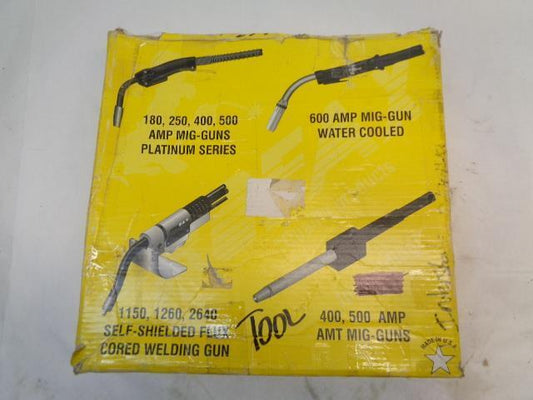 180, 250, 400, 500
AMP MIG-GUNS
PLATINUM SERIES
600 AMP MIG-GUN
WATER COOLED
1150, 1260, 2640
SELF-SHIELDED FLUX
CORED WELDING GUN
TOOL
400, 500 AMP
AMT MIG-GUNS
MADE IN U.S.A